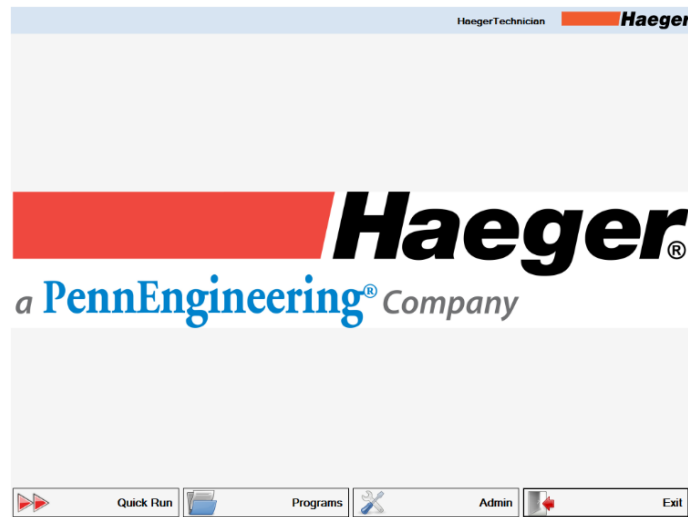 HaegerTechnician Haeger
Haeger®
a PennEngineering® Company
Quick Run Programs Admin Exit